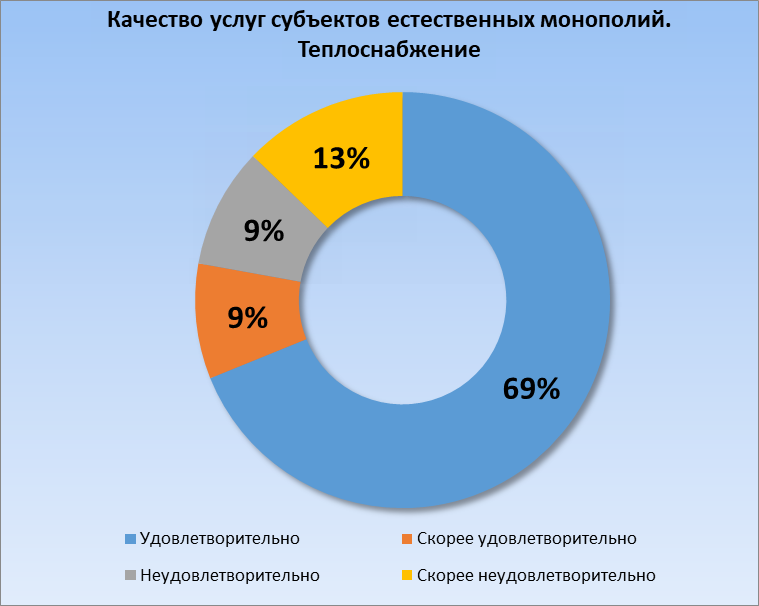 Качество услуг субъектов естественных монополий.
Теплоснабжение
13%
9%
9%
69%
Удовлетворительно
Скорее удовлетворительно
Неудовлетворительно
Скорее неудовлетворительно